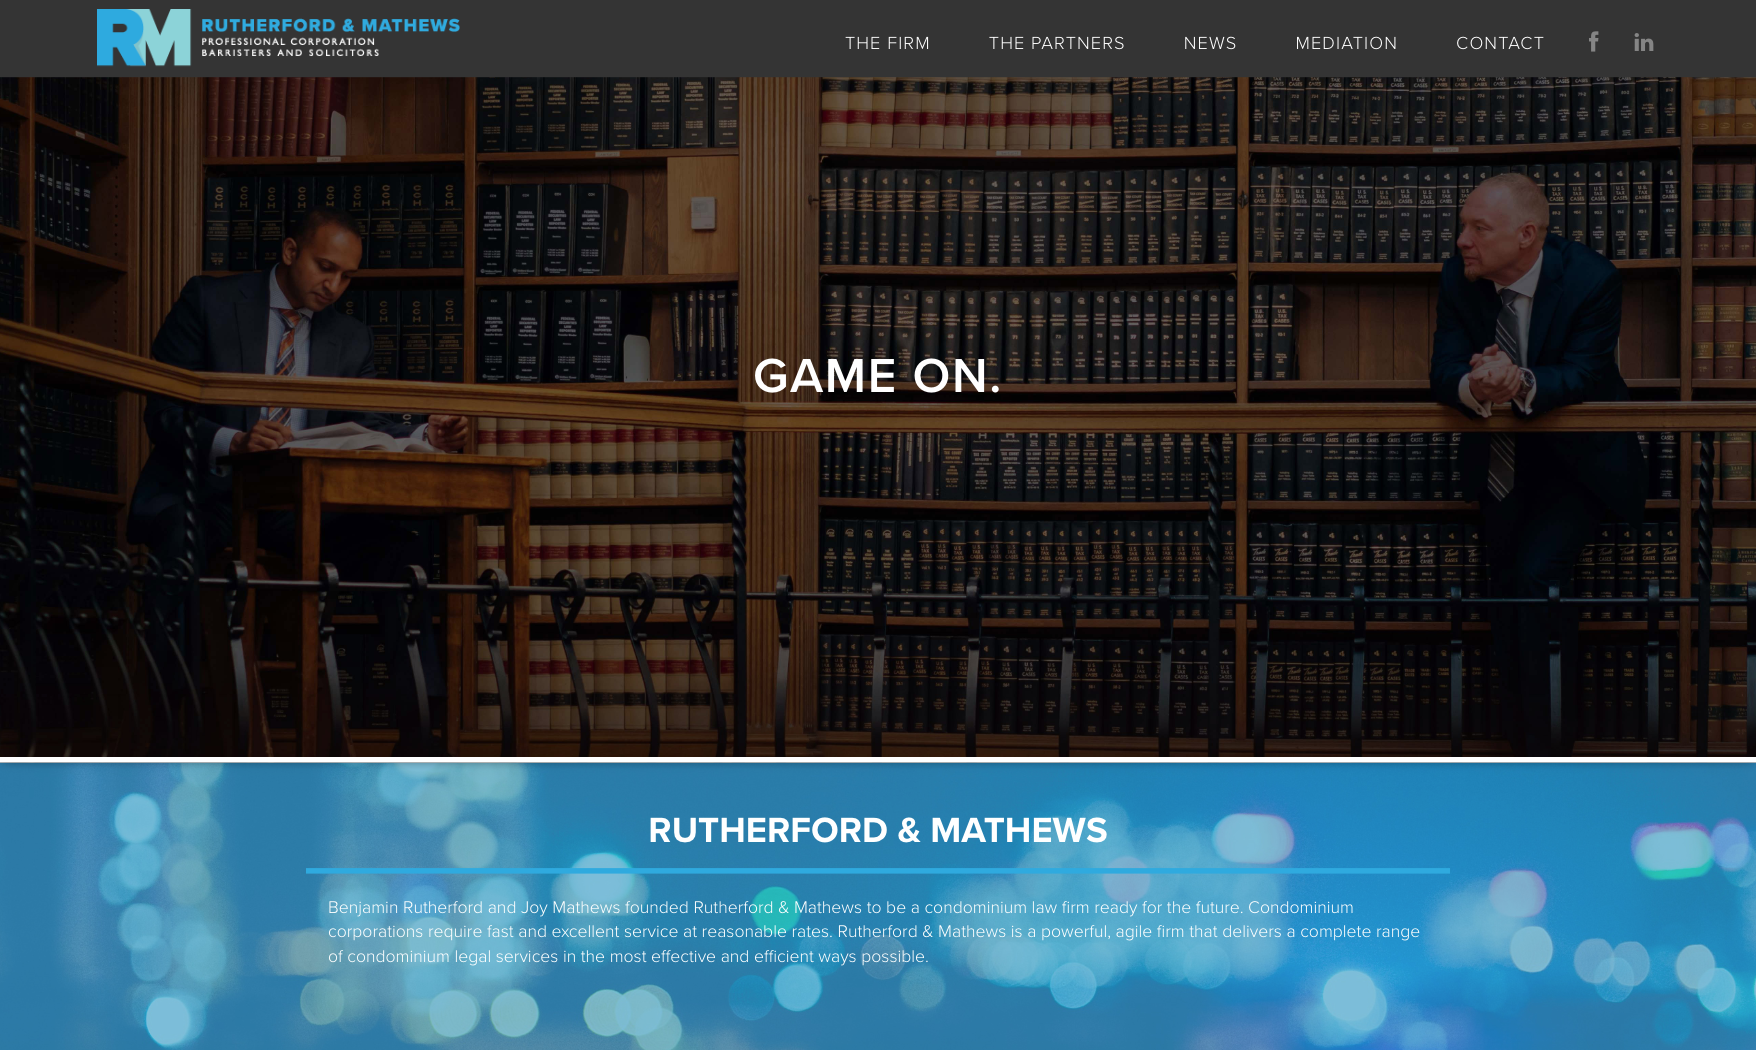 RM
RUTHERFORD & MATHEWS
PROFESSIONAL CORPORATION
BARRISTERS AND SOLICITORS
THE FIRM
THE PARTNERS
NEWS
MEDIATION
CONTACT
f
in
GAME ON.
RUTHERFORD & MATHEWS
Benjamin Rutherford and Joy Mathews founded Rutherford & Mathews to be a condominium law firm ready for the future. Condominium
corporations require fast and excellent service at reasonable rates. Rutherford & Mathews is a powerful, agile firm that delivers a complete range
of condominium legal services in the most effective and efficient ways possible.